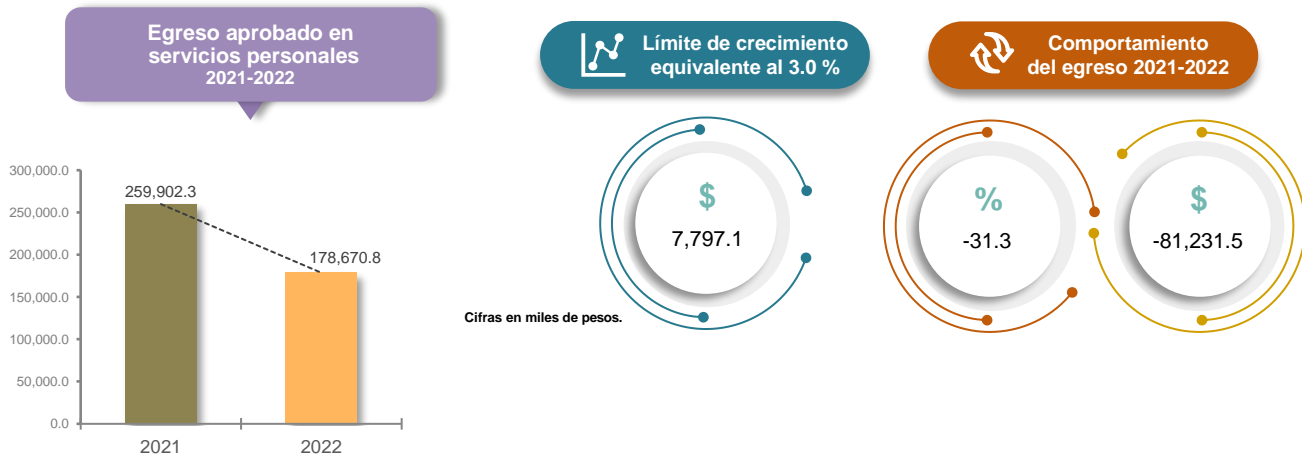 Egreso aprobado en
servicios personales
2021-2022
Límite de crecimiento
equivalente al 3.0 %
Comportamiento
del egreso 2021-2022
300,000.0
250,000.0
200,000.0
150,000.0
100,000.0
50,000.0
0.0
259,902.3
178,670.8
2021
2022
$
7,797.1
%
-31.3
$
-81,231.5
Cifras en miles de pesos.